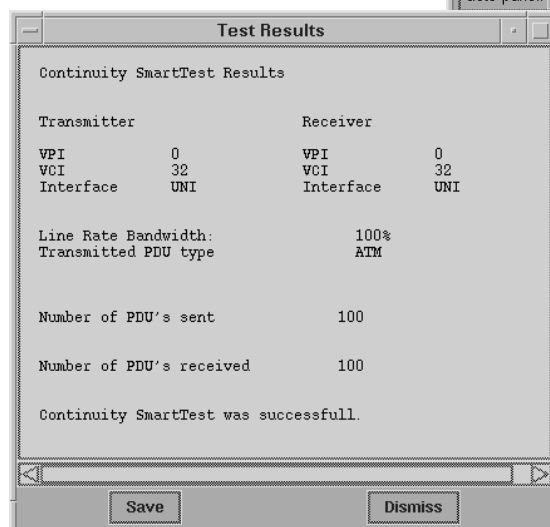 Test Results
Continuity SmartTest Results
Transmitter Receiver
VPI 0 VPI 0
VCI 32 VCI 32
Interface UNI Interface UNI
Line Rate Bandwidth: 100%
Transmitted PDU type ATM
Number of PDU's sent 100
Number of PDU's received 100
Continuity SmartTest was successfull.
Save Dismiss